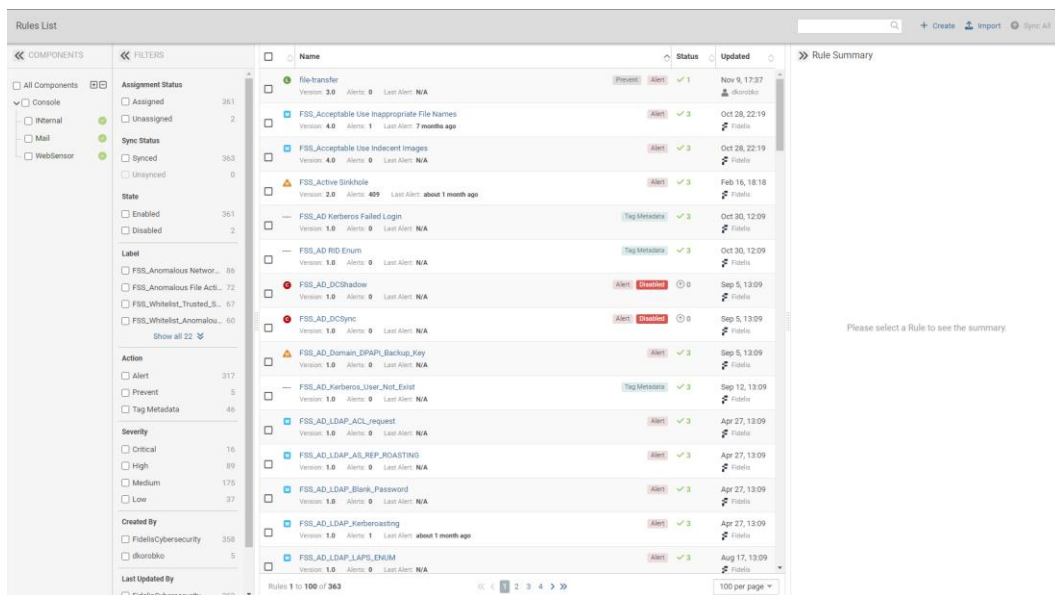 Rules List
Create
Import
Sync All
COMPONENTS
All Components
Console
INternal
Mail
WebSensor
FILTERS
Assignment Status
Assigned 261
Unassigned 2
Sync Status
Synced 363
Unsynced 0
State
Enabled 361
Disabled 2
Label
FSS_Anomalous Networ... 86
FSS_Anomalous File Acti... 72
FSS_Whitelist_Trusted_S... 67
FSS_Whitelist_Anomalou... 60
Show all 22
Action
Alert 317
Prevent 5
Tag Metadata 46
Severity
Critical 16
High 89
Medium 175
Low 37
Created By
FidelisCybersecurity 358
dkorobko 5
Last Updated By
Name Status Updated
L file-transfer Prevent Alert 1 Nov 9, 17:37
Version: 3.0 Alerts: 0 Last Alert: N/A dkorobko
M FSS_Acceptable Use Inappropriate File Names Alert 3 Oct 28, 22:19
Version: 4.0 Alerts: 1 Last Alert: 7 months ago Fidelis
M FSS_Acceptable Use Indecent Images Alert 3 Oct 28, 22:19
Version: 4.0 Alerts: 0 Last Alert: N/A Fidelis
FSS_Active Sinkhole Alert 3 Feb 16, 18:18
Version: 2.0 Alerts: 409 Last Alert: about 1 month ago Fidelis
FSS_AD Kerberos Failed Login Tag Metadata 3 Oct 30, 12:09
Version: 1.0 Alerts: 0 Last Alert: N/A Fidelis
FSS_AD RID Enum Tag Metadata 3 Oct 30, 12:09
Version: 1.0 Alerts: 0 Last Alert: N/A Fidelis
C FSS_AD_DCShadow Alert Disabled 0 Sep 5, 13:09
Version: 1.0 Alerts: 0 Last Alert: N/A Fidelis
C FSS_AD_DCSync Alert Disabled 0 Sep 5, 13:09
Version: 1.0 Alerts: 0 Last Alert: N/A Fidelis
FSS_AD_Domain_DPAPI_Backup_Key Alert 3 Sep 5, 13:09
Version: 1.0 Alerts: 0 Last Alert: N/A Fidelis
FSS_AD_Kerberos_User_Not_Exist Tag Metadata 3 Sep 12, 13:09
Version: 1.0 Alerts: 0 Last Alert: N/A Fidelis
M FSS_AD_LDAP_ACL_request Alert 3 Apr 27, 13:09
Version: 1.0 Alerts: 0 Last Alert: N/A Fidelis
M FSS_AD_LDAP_AS_REP_ROASTING Alert 3 Apr 27, 13:09
Version: 1.0 Alerts: 0 Last Alert: N/A Fidelis
M FSS_AD_LDAP_Blank_Password Alert 3 Apr 27, 13:09
Version: 1.0 Alerts: 0 Last Alert: N/A Fidelis
M FSS_AD_LDAP_Kerberoasting Alert 3 Apr 27, 13:09
Version: 1.0 Alerts: 1 Last Alert: about 1 month ago Fidelis
M FSS_AD_LDAP_LAPS_ENUM Alert 3 Aug 17, 13:09
Version: 1.0 Alerts: 0 Last Alert: N/A Fidelis
Rules 1 to 100 of 363
1 2 3 4
100 per page
Rule Summary
Please select a Rule to see the summary.